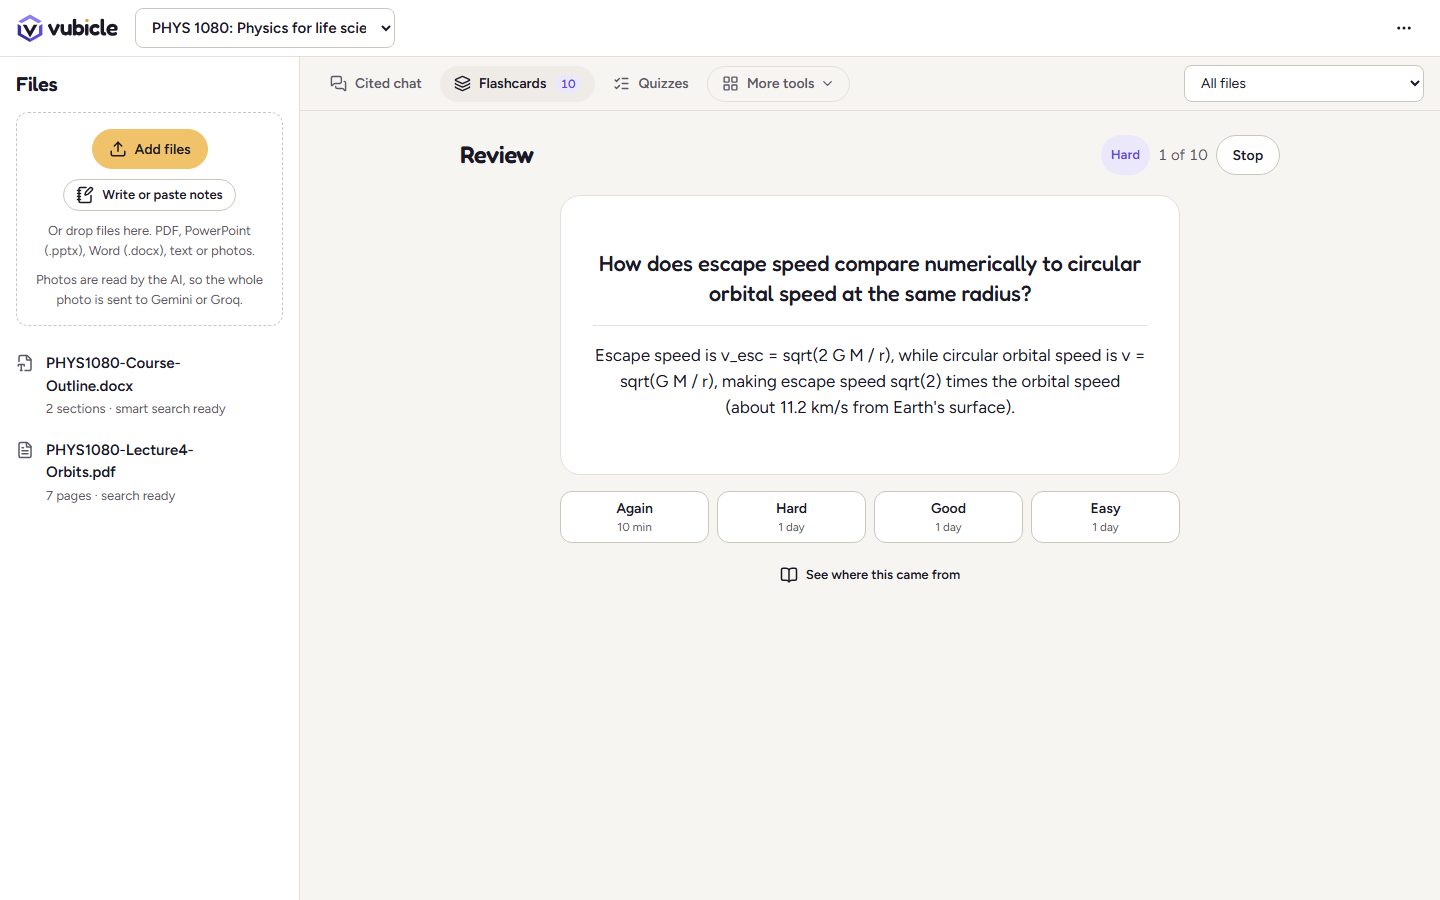 vubicle
PHYS 1080: Physics for life scie
Files
Add files
Write or paste notes
Or drop files here. PDF, PowerPoint
(.pptx), Word (.docx), text or photos.
Photos are read by the AI, so the whole
photo is sent to Gemini or Groq.
PHYS1080-Course-
Outline.docx
2 sections · smart search ready
PHYS1080-Lecture4-
Orbits.pdf
7 pages · search ready
Cited chat
Flashcards 10
Quizzes
More tools
All files
Review
Hard 1 of 10 Stop
How does escape speed compare numerically to circular
orbital speed at the same radius?
Escape speed is v_esc = sqrt(2 G M / r), while circular orbital speed is v =
sqrt(G M / r), making escape speed sqrt(2) times the orbital speed
(about 11.2 km/s from Earth's surface).
Again
10 min
Hard
1 day
Good
1 day
Easy
1 day
See where this came from